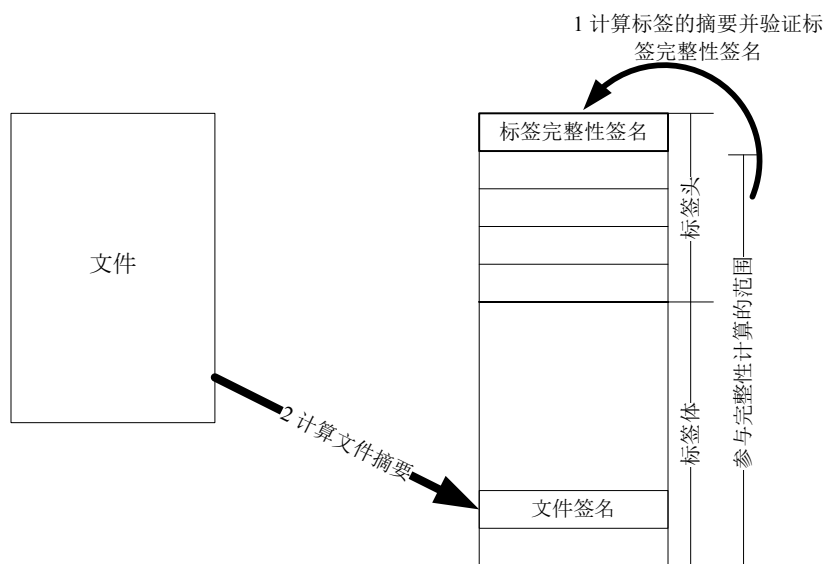 1 计算标签的摘要并验证标
签完整性签名
标签完整性签名
标签头
文件
参与完整性计算的范围
2 计算文件摘要
标签体
文件签名